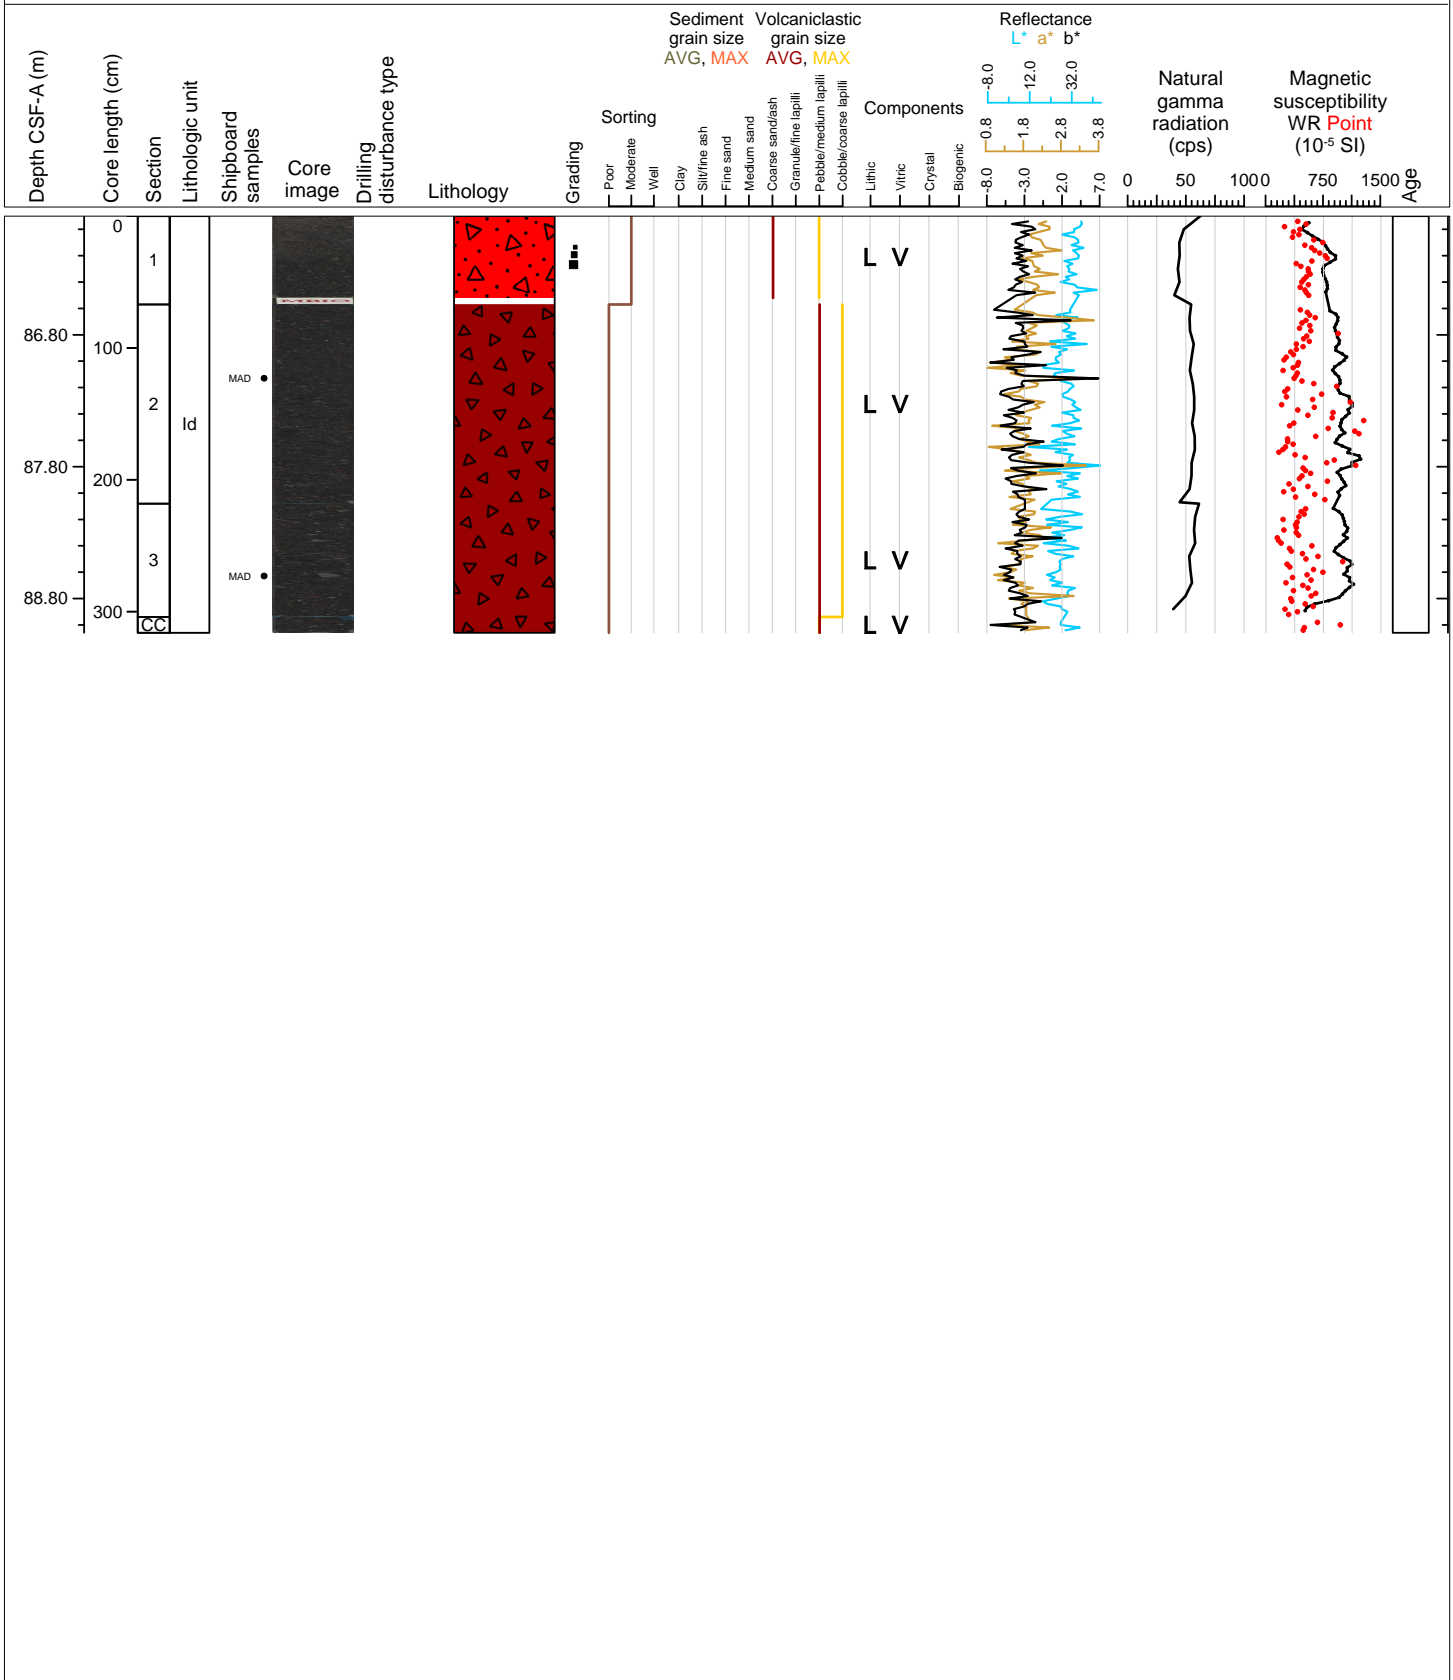 Depth CSF-A (m)
Core length (cm)
Section
Lithologic unit
Shipboard
samples
Core
image
Drilling
disturbance type
Lithology
Grading
Sorting
Poor
Moderate
Well
Sediment
grain size
AVG, MAX
Volcaniclastic
grain size
AVG, MAX
Clay
Silt/fine ash
Fine sand
Medium sand
Coarse sand/ash
Granule/fine lapilli
Pebble/medium lapilli
Cobble/coarse lapilli
Components
Lithic
Vitric
Crystal
Biogenic
Reflectance
L* a* b*
-8.0 12.0 32.0
0.8 1.8 2.8 3.8
-8.0 -3.0 2.0 7.0
Natural
gamma
radiation
(cps)
0 50 100
Magnetic
susceptibility
WR Point
(10-5 SI)
0 750 1500
Age
0
1
L V
MBIO
86.80
100
MAD
2
Id
L V
87.80
200
3
L V
MAD
88.80
300
CC
L V